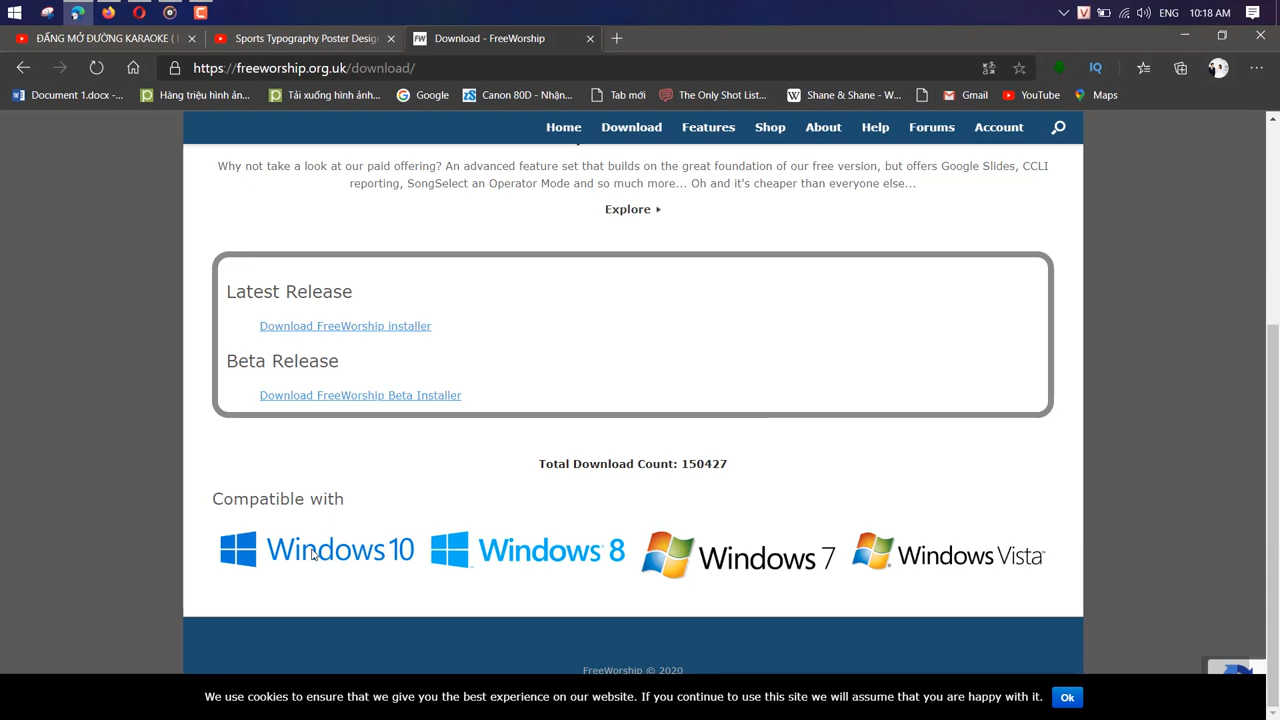 ENG 10:18 AM
ĐẤNG MỞ ĐƯỜNG KARAOKE (
Sports Typography Poster Design
FW Download - FreeWorship
https://freeworship.org.uk/download/
IQ
Document 1.docx -...
Hàng triệu hình ản...
Tải xuống hình ảnh...
Google
ZS Canon 80D - Nhận...
Tab mới
The Only Shot List...
W Shane & Shane - W...
Gmail
YouTube
Maps
Home Download Features Shop About Help Forums Account
Why not take a look at our paid offering? An advanced feature set that builds on the great foundation of our free version, but offers Google Slides, CCLI
reporting, SongSelect an Operator Mode and so much more... Oh and it's cheaper than everyone else...
Explore
Latest Release
Download FreeWorship installer
Beta Release
Download FreeWorship Beta Installer
Total Download Count: 150427
Compatible with
Windows 10 Windows 8 Windows 7 Windows Vista
FreeWorship © 2020
We use cookies to ensure that we give you the best experience on our website. If you continue to use this site we will assume that you are happy with it. Ok